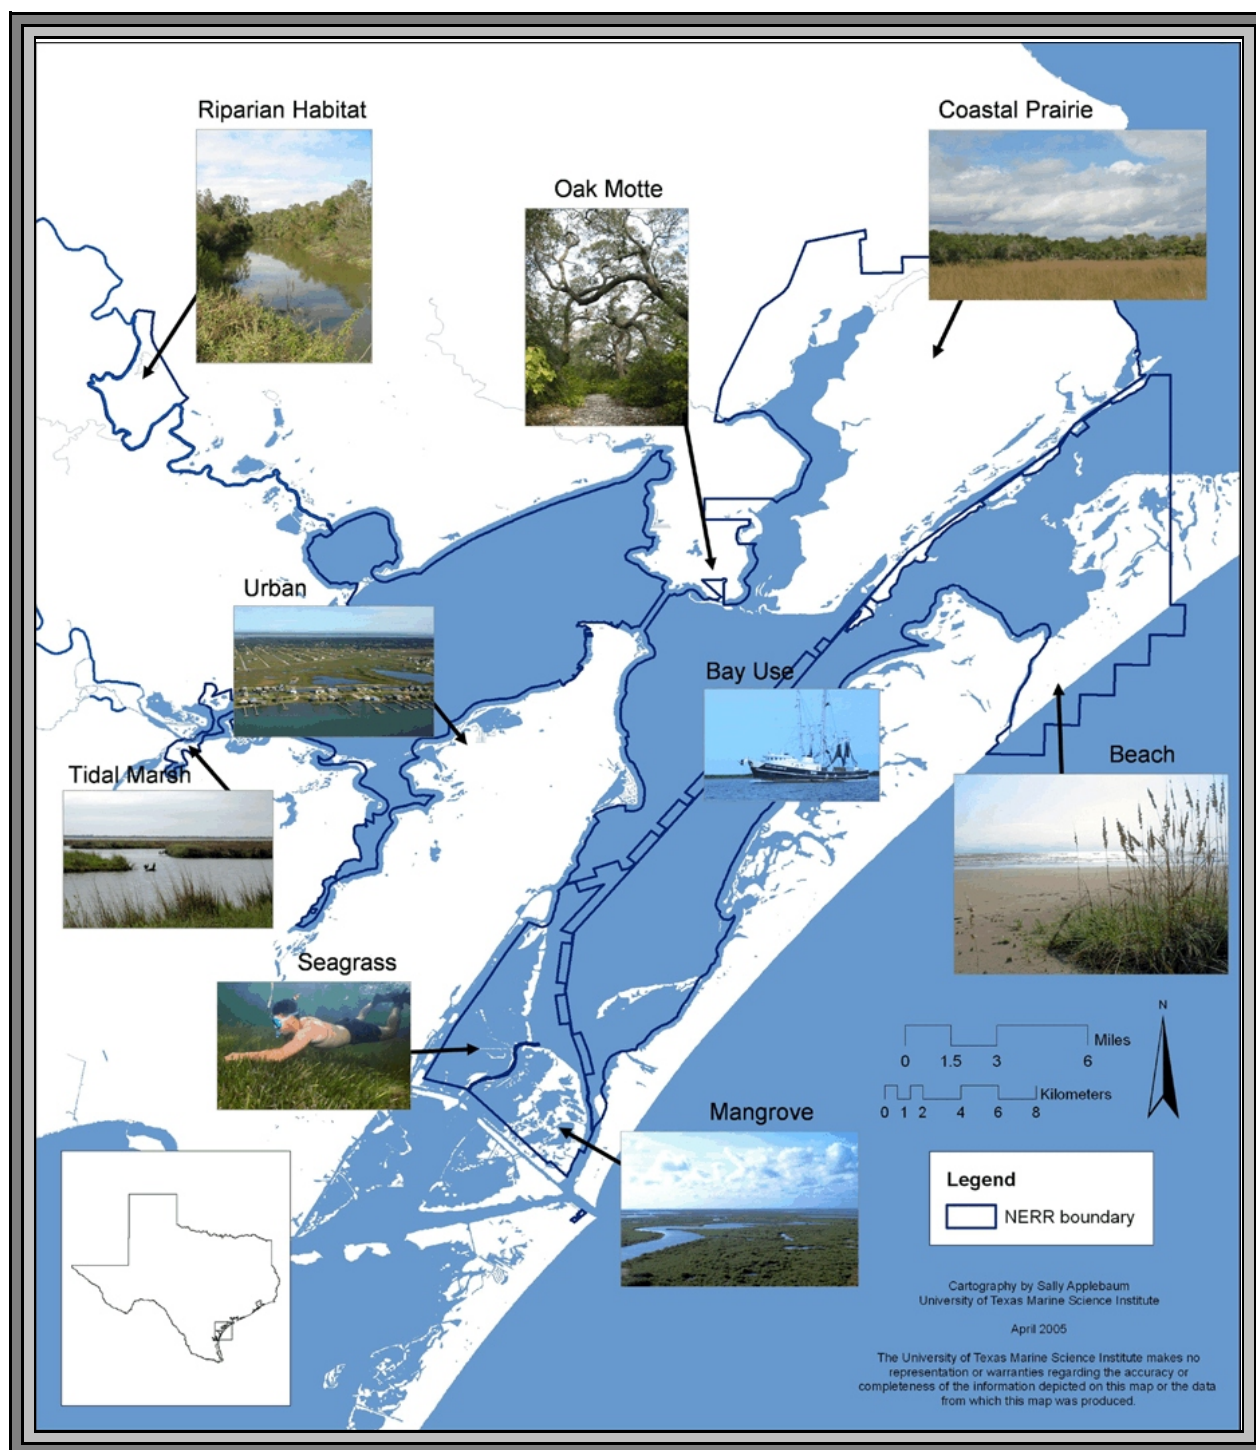 Riparian Habitat
Coastal Prairie
Oak Motte
Urban
Bay Use
Tidal Marsh
Beach
Seagrass
N
Miles
0 1.5 3 6
Kilometers
0 1 2 4 6 8
Mangrove
Legend
NERR boundary
Cartography by Sally Applebaum
University of Texas Marine Science Institute
April 2005
The University of Texas Marine Science Institute makes no
representation or warranties regarding the accuracy or
completeness of the information depicted on this map or the data
from which this map was produced.